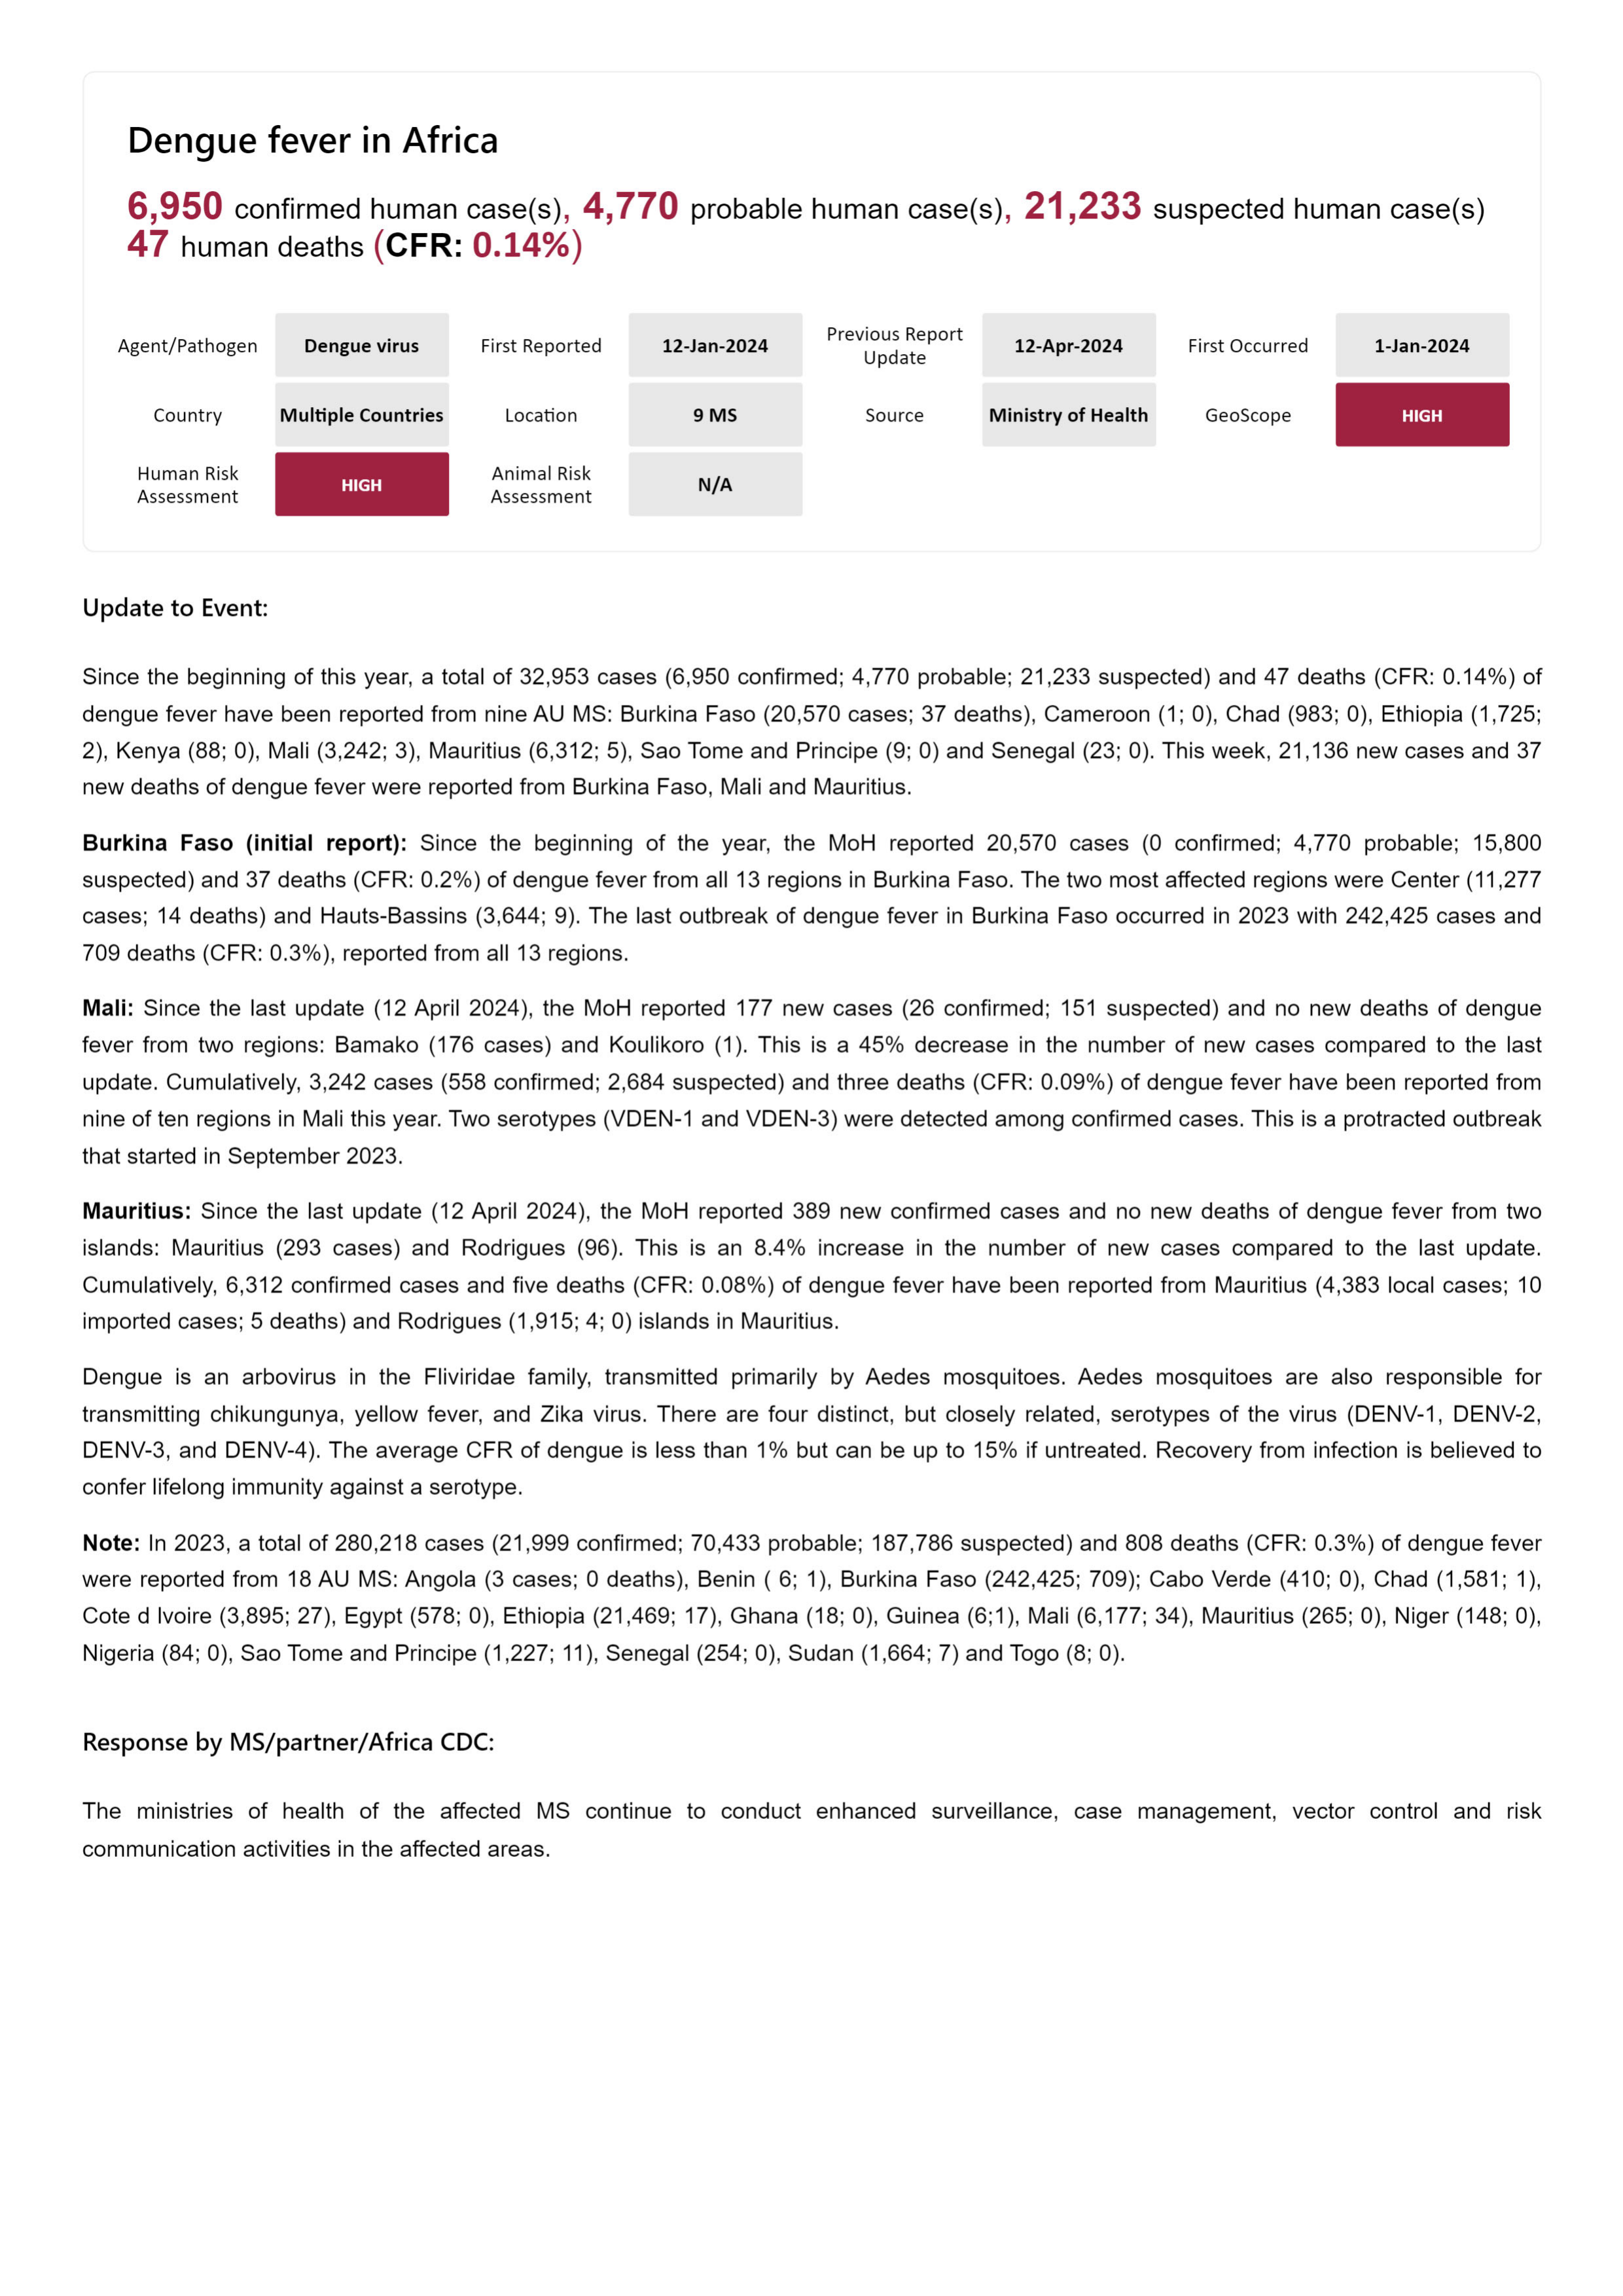 Dengue fever in Africa
6,950 confirmed human case(s), 4,770 probable human case(s), 21,233 suspected human case(s)
47 human deaths (CFR: 0.14%)
Agent/Pathogen Dengue virus First Reported 12-Jan-2024 Previous Report Update 12-Apr-2024 First Occurred 1-Jan-2024
Country Multiple Countries Location 9 MS Source Ministry of Health GeoScope HIGH
Human Risk Assessment HIGH Animal Risk Assessment N/A
Update to Event:
Since the beginning of this year, a total of 32,953 cases (6,950 confirmed; 4,770 probable; 21,233 suspected) and 47 deaths (CFR: 0.14%) of
dengue fever have been reported from nine AU MS: Burkina Faso (20,570 cases; 37 deaths), Cameroon (1; 0), Chad (983; 0), Ethiopia (1,725;
2), Kenya (88; 0), Mali (3,242; 3), Mauritius (6,312; 5), Sao Tome and Principe (9; 0) and Senegal (23; 0). This week, 21,136 new cases and 37
new deaths of dengue fever were reported from Burkina Faso, Mali and Mauritius.
Burkina Faso (initial report): Since the beginning of the year, the MoH reported 20,570 cases (0 confirmed; 4,770 probable; 15,800
suspected) and 37 deaths (CFR: 0.2%) of dengue fever from all 13 regions in Burkina Faso. The two most affected regions were Center (11,277
cases; 14 deaths) and Hauts-Bassins (3,644; 9). The last outbreak of dengue fever in Burkina Faso occurred in 2023 with 242,425 cases and
709 deaths (CFR: 0.3%), reported from all 13 regions.
Mali: Since the last update (12 April 2024), the MoH reported 177 new cases (26 confirmed; 151 suspected) and no new deaths of dengue
fever from two regions: Bamako (176 cases) and Koulikoro (1). This is a 45% decrease in the number of new cases compared to the last
update. Cumulatively, 3,242 cases (558 confirmed; 2,684 suspected) and three deaths (CFR: 0.09%) of dengue fever have been reported from
nine of ten regions in Mali this year. Two serotypes (VDEN-1 and VDEN-3) were detected among confirmed cases. This is a protracted outbreak
that started in September 2023.
Mauritius: Since the last update (12 April 2024), the MoH reported 389 new confirmed cases and no new deaths of dengue fever from two
islands: Mauritius (293 cases) and Rodrigues (96). This is an 8.4% increase in the number of new cases compared to the last update.
Cumulatively, 6,312 confirmed cases and five deaths (CFR: 0.08%) of dengue fever have been reported from Mauritius (4,383 local cases; 10
imported cases; 5 deaths) and Rodrigues (1,915; 4; 0) islands in Mauritius.
Dengue is an arbovirus in the Fliviridae family, transmitted primarily by Aedes mosquitoes. Aedes mosquitoes are also responsible for
transmitting chikungunya, yellow fever, and Zika virus. There are four distinct, but closely related, serotypes of the virus (DENV-1, DENV-2,
DENV-3, and DENV-4). The average CFR of dengue is less than 1% but can be up to 15% if untreated. Recovery from infection is believed to
confer lifelong immunity against a serotype.
Note: In 2023, a total of 280,218 cases (21,999 confirmed; 70,433 probable; 187,786 suspected) and 808 deaths (CFR: 0.3%) of dengue fever
were reported from 18 AU MS: Angola (3 cases; 0 deaths), Benin ( 6; 1), Burkina Faso (242,425; 709); Cabo Verde (410; 0), Chad (1,581; 1),
Cote d Ivoire (3,895; 27), Egypt (578; 0), Ethiopia (21,469; 17), Ghana (18; 0), Guinea (6;1), Mali (6,177; 34), Mauritius (265; 0), Niger (148; 0),
Nigeria (84; 0), Sao Tome and Principe (1,227; 11), Senegal (254; 0), Sudan (1,664; 7) and Togo (8; 0).
Response by MS/partner/Africa CDC:
The ministries of health of the affected MS continue to conduct enhanced surveillance, case management, vector control and risk
communication activities in the affected areas.